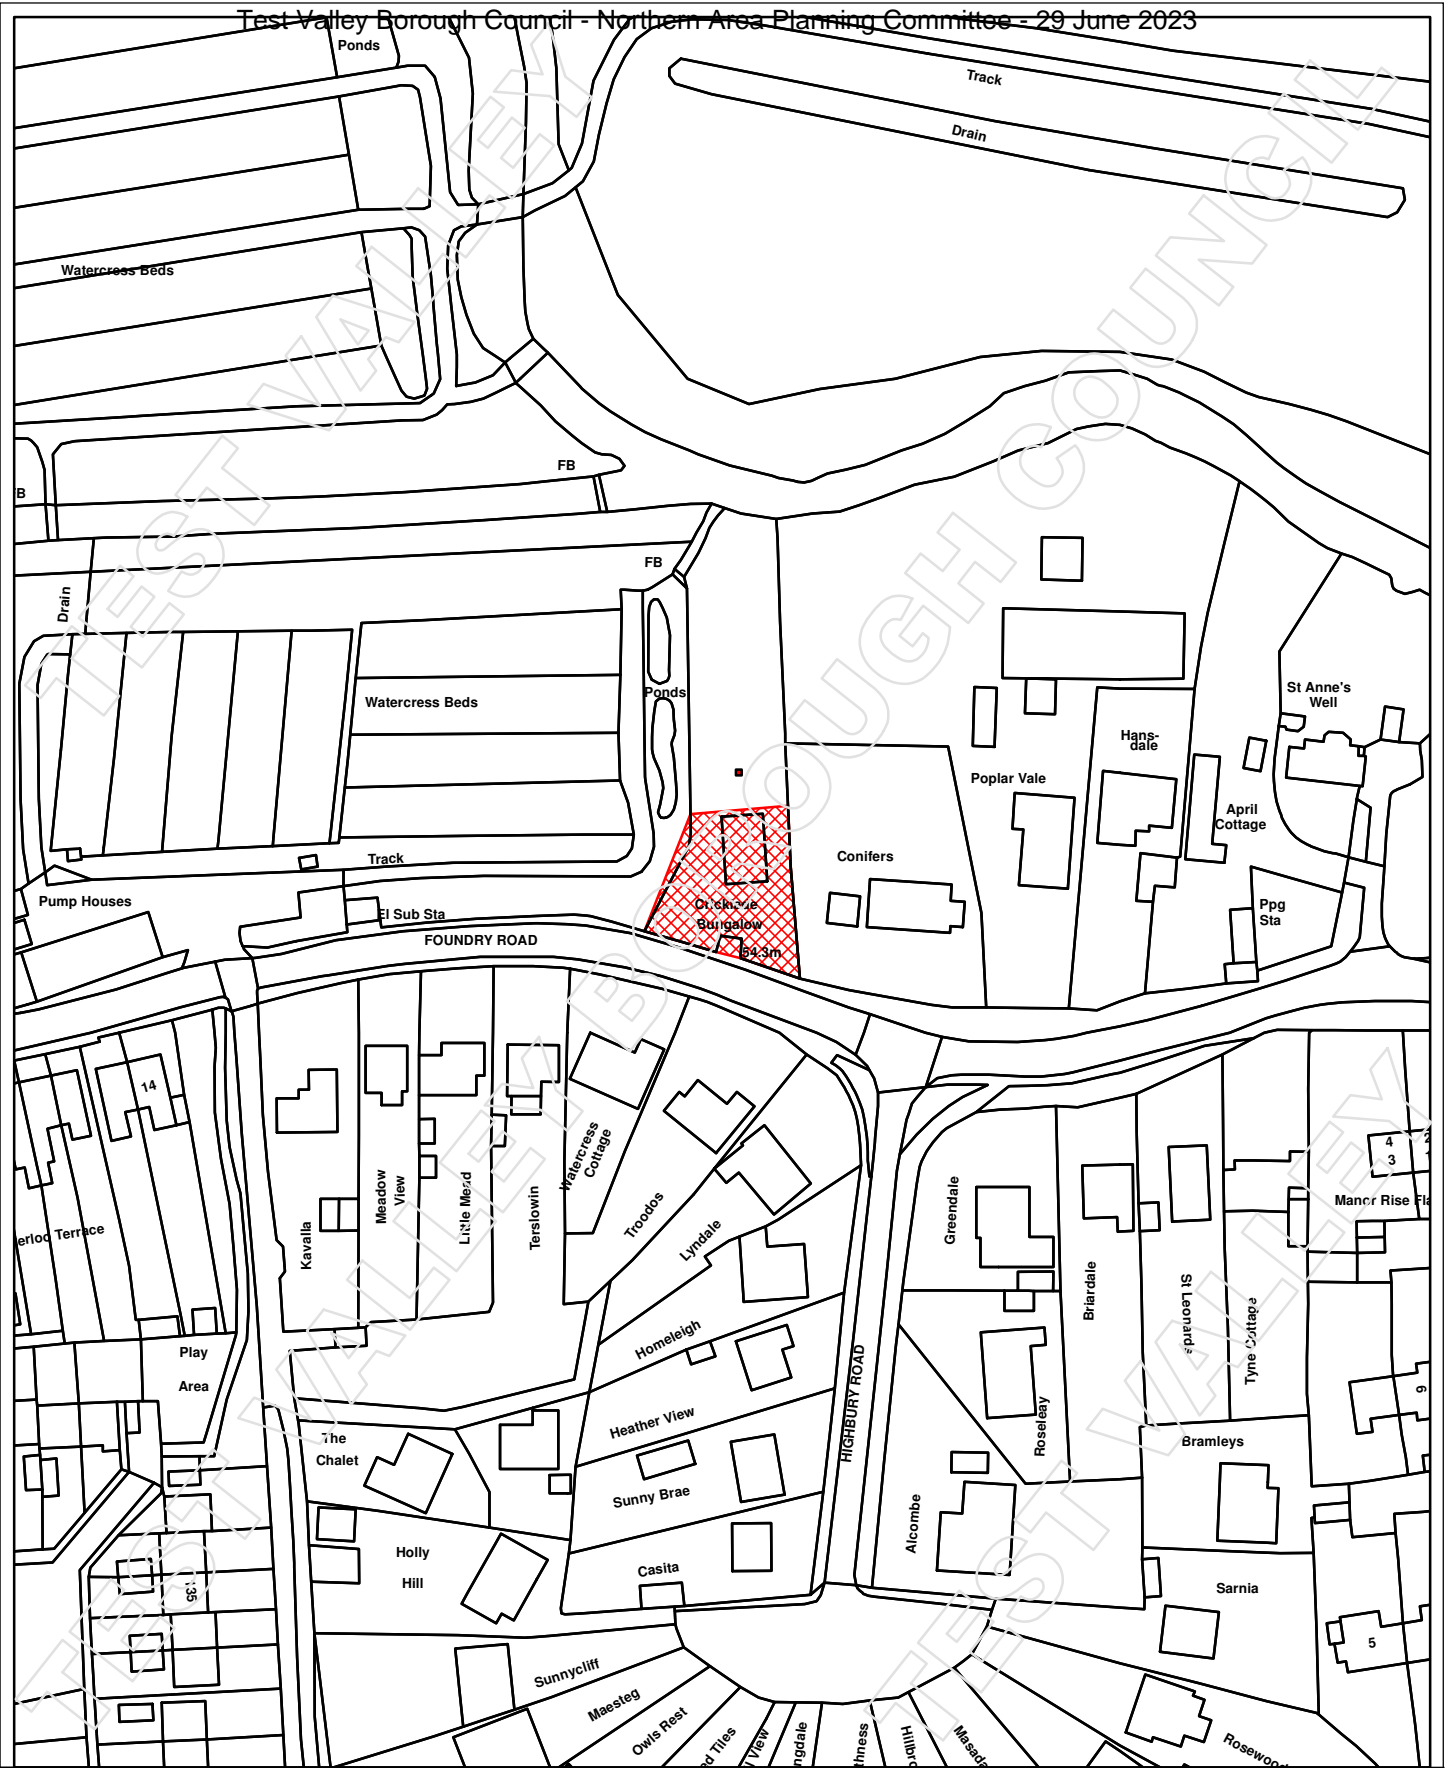 Test Valley Borough Council - Northern Area Planning Committee - 29 June 2023
Ponds
Track
Drain
Watercress Beds
FB
FB
Drain
Ponds
Watercress Beds
St Anne's
Well
Hans-
dale
Poplar Vale
April
Cottage
Track
Conifers
Pump Houses
El Sub Sta
Bungalow
Ppg
Sta
FOUNDRY ROAD
54.3m
14
Watercress
Cottage
Meadow
View
Little Mead
Terslowin
Kavalla
Troodos
Lyndale
Greendale
Briardale
St Leonards
Tyne Cottage
4
3
Manor Rise
Terrace
Play
Area
Homeleigh
HIGHBURY ROAD
Heather View
Roseleay
The
Chalet
Bramleys
6
Sunny Brae
Alcombe
Holly
Hill
Casita
135
Sarnia
5
Sunnycliff
Maesteg
Owls Rest
Tiles
View
Masada
TEST VALLEY BOROUGH COUNCIL
TEST VALLEY
TEST VALLEY
TEST VALLEY